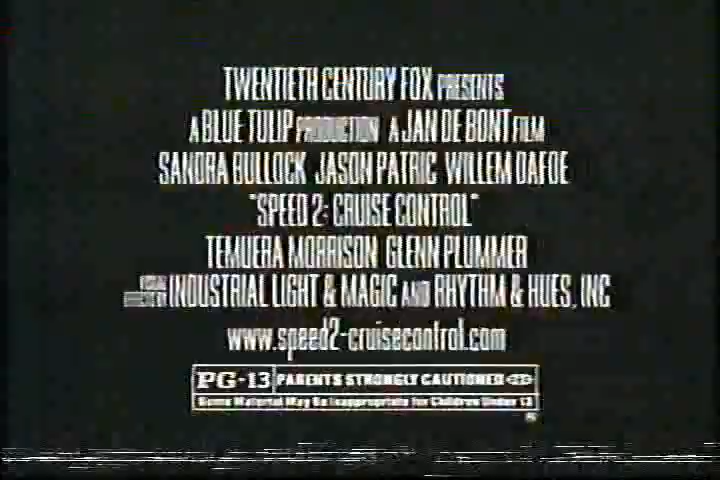 TWENTIETH CENTURY FOX PRESENTS
A BLUE TULIP PRODUCTION A JAN DE BONT FILM
SANDRA BULLOCK JASON PATRIC WILLEM DAFOE
"SPEED 2: CRUISE CONTROL"
TEMUERA MORRISON GLENN PLUMMER
INDUSTRIAL LIGHT & MAGIC AND RHYTHM & HUES, INC
www.speed2-cruisecontrol.com
PG-13 PARENTS STRONGLY CAUTIONED
Some Material May Be Inappropriate for Children Under 13